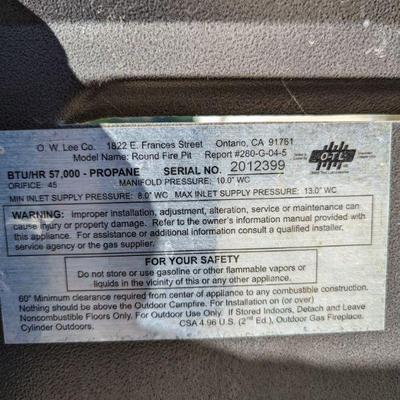 O. W. Lee Co. 1822 E. Frances Street Ontario, CA 91761
Model Name: Round Fire Pit Report #280-G-04-5
O-T-L
BTU/HR 57,000 - PROPANE SERIAL NO. 2012399
ORIFICE: 45 MANIFOLD PRESSURE: 10.0" WC
MIN INLET SUPPLY PRESSURE: 8.0" WC MAX INLET SUPPLY PRESSURE: 13.0" WC
WARNING: Improper installation, adjustment, alteration, service or maintenance can
cause injury or property damage. Refer to the owner's information manual provided with
this appliance. For assistance or additional information consult a qualified installer,
service agency or the gas supplier.
FOR YOUR SAFETY
Do not store or use gasoline or other flammable vapors or
liquids in the vicinity of this or any other appliance.
60" Minimum clearance required from center of appliance to any combustible construction.
Nothing should be above the Outdoor Campfire. For Installation on (or over)
Noncombustible Floors Only. For Outdoor Use Only. If Stored Indoors, Detach and Leave
Cylinder Outdoors. CSA 4.96 U.S. (2nd Ed.), Outdoor Gas Fireplace.